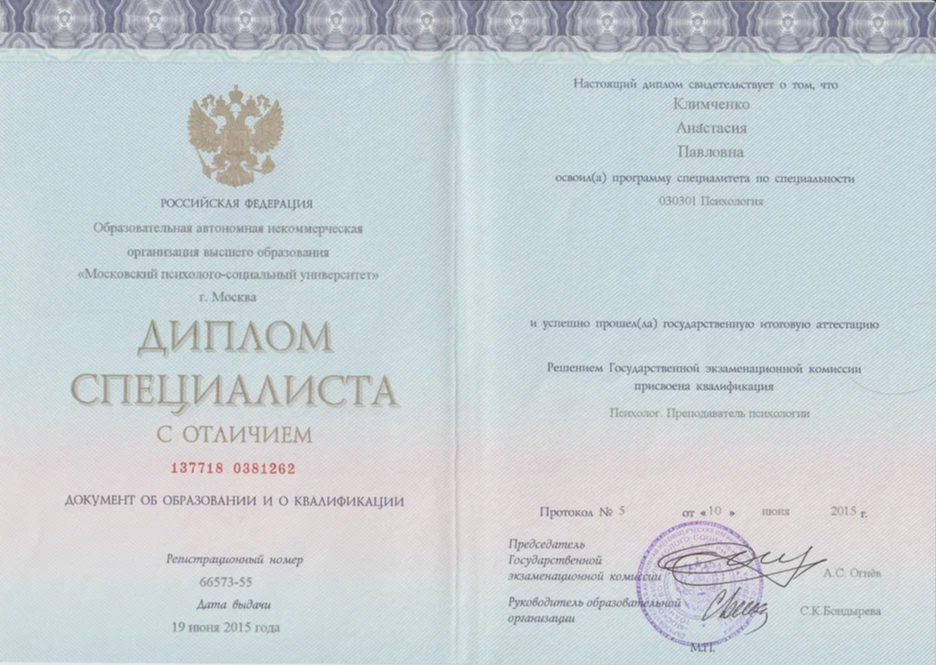 РОССИЙСКАЯ ФЕДЕРАЦИЯ
Образовательная автономная некоммерческая
организация высшего образования
«Московский психолого-социальный университет»
г. Москва
ДИПЛОМ
СПЕЦИАЛИСТА
С ОТЛИЧИЕМ
137718 0381262
ДОКУМЕНТ ОБ ОБРАЗОВАНИИ И О КВАЛИФИКАЦИИ
Регистрационный номер
66573-55
Дата выдачи
19 июня 2015 года
Настоящий диплом свидетельствует о том, что
Климченко
Анастасия
Павловна
освоил(а) программу специалитета по специальности
030301 Психология
и успешно прошел(ла) государственную итоговую аттестацию
Решением Государственной экзаменационной комиссии
присвоена квалификация
Психолог. Преподаватель психологии
Протокол № 5 от «10» июня 2015 г.
Председатель
Государственной
экзаменационной комиссии
А.С. Огнёв
Руководитель образовательной
организации
С.К.Бондырева
М.П.